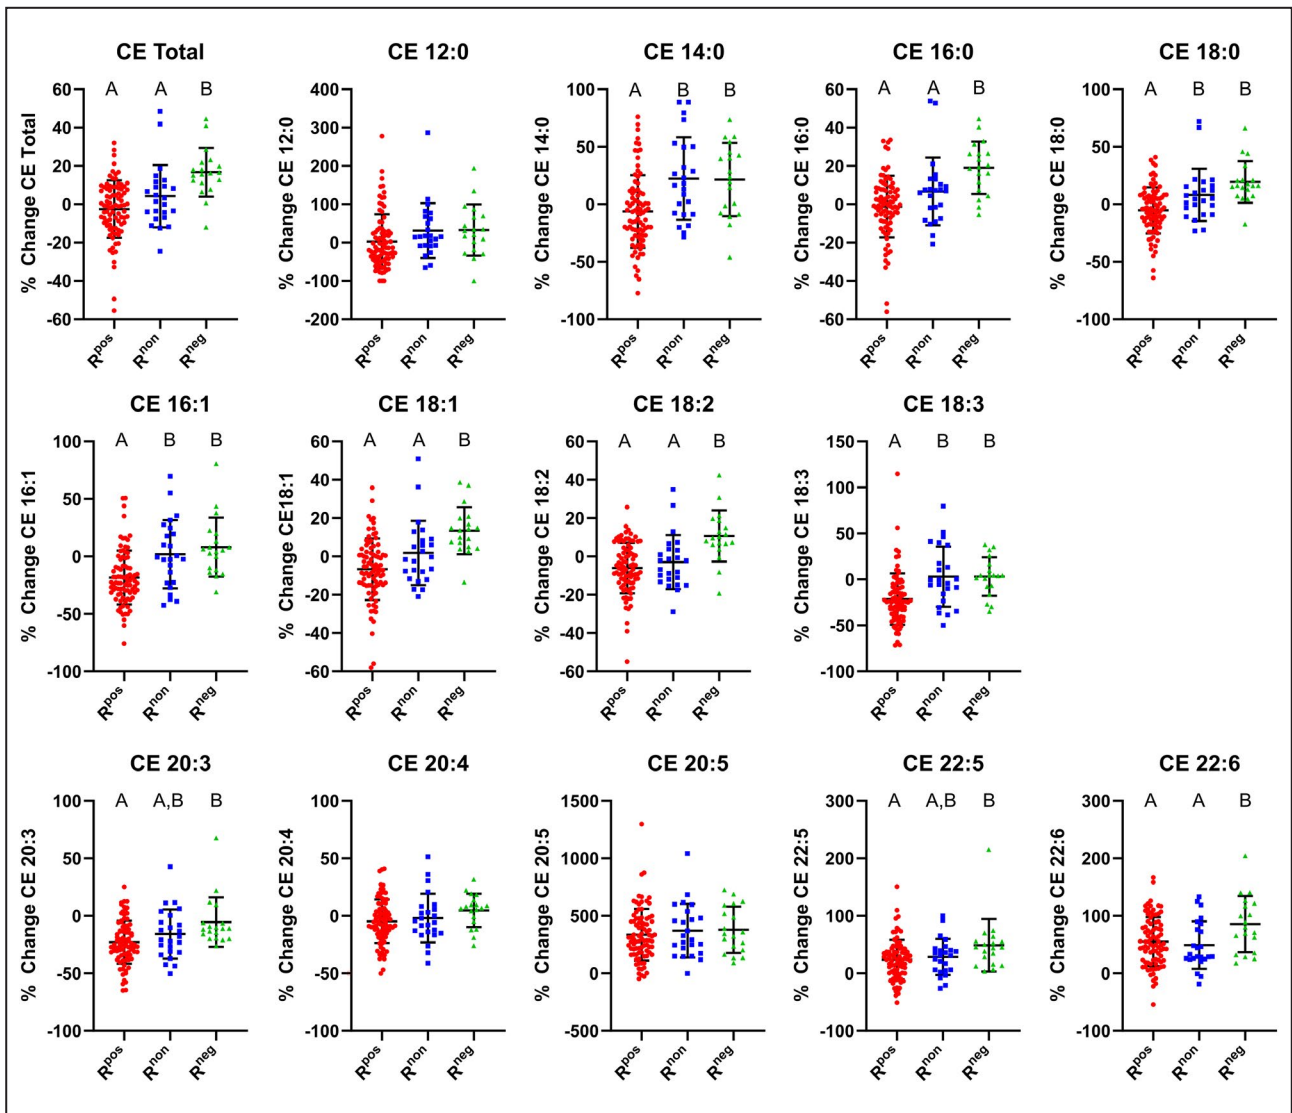 CE Total
% Change CE Total
60
40
20
0
-20
-40
-60
A A B
Rpos Rnon Rneg
CE 12:0
% Change CE 12:0
400
300
200
100
0
-100
-200
Rpos Rnon Rneg
CE 14:0
% Change CE 14:0
100
50
0
-50
-100
A B B
Rpos Rnon Rneg
CE 16:0
% Change CE 16:0
60
40
20
0
-20
-40
-60
A A B
Rpos Rnon Rneg
CE 18:0
% Change CE 18:0
100
50
0
-50
-100
A B B
Rpos Rnon Rneg
CE 16:1
% Change CE 16:1
100
50
0
-50
-100
A B B
Rpos Rnon Rneg
CE 18:1
% Change CE18:1
60
40
20
0
-20
-40
-60
A A B
Rpos Rnon Rneg
CE 18:2
% Change CE 18:2
60
40
20
0
-20
-40
-60
A A B
Rpos Rnon Rneg
CE 18:3
% Change CE 18:3
150
100
50
0
-50
-100
A B B
Rpos Rnon Rneg
CE 20:3
% Change CE 20:3
100
50
0
-50
-100
A A,B B
Rpos Rnon Rneg
CE 20:4
% Change CE 20:4
100
50
0
-50
-100
Rpos Rnon Rneg
CE 20:5
% Change CE 20:5
1500
1000
500
0
-500
Rpos Rnon Rneg
CE 22:5
% Change CE 22:5
300
200
100
0
-100
A A,B B
Rpos Rnon Rneg
CE 22:6
% Change CE 22:6
300
200
100
0
-100
A A B
Rpos Rnon Rneg